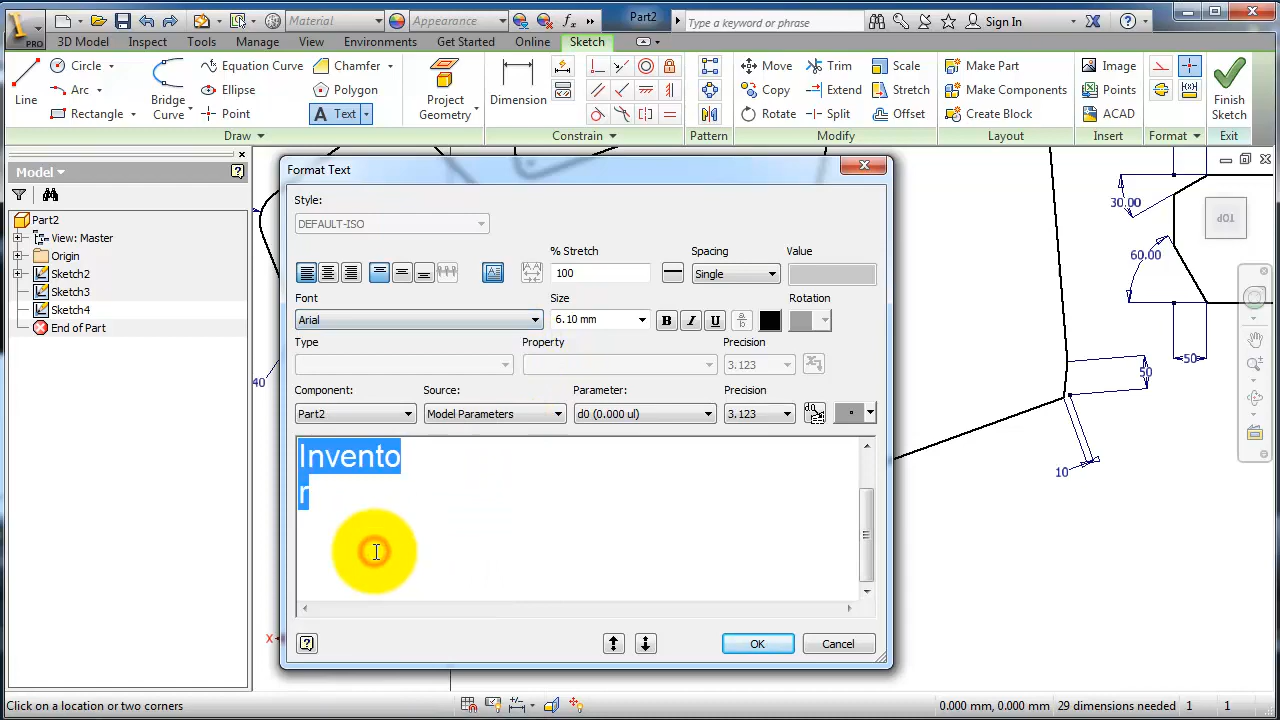 PRO
Material
Appearance
Part2
Type a keyword or phrase
Sign In
3D Model
Inspect
Tools
Manage
View
Environments
Get Started
Online
Sketch
Line
Circle
Arc
Rectangle
Bridge
Curve
Equation Curve
Ellipse
Point
Chamfer
Polygon
A Text
Project
Geometry
Dimension
Move
Copy
Rotate
Trim
Extend
Split
Scale
Stretch
Offset
Make Part
Make Components
Create Block
Image
Points
ACAD
Finish
Sketch
Draw
Constrain
Pattern
Modify
Layout
Insert
Format
Exit
Model
Part2
View: Master
Origin
Sketch2
Sketch3
Sketch4
End of Part
Format Text
Style:
DEFAULT-ISO
% Stretch
100
Spacing
Single
Value
Font
Arial
Size
6.10 mm
B I U
Rotation
Type
Property
Precision
3.123
Component:
Part2
Source:
Model Parameters
Parameter:
d0 (0.000 ul)
Precision
3.123
Invento
r
OK
Cancel
40
30.00
60.00
50
50
10
TOP
X
Click on a location or two corners
0.000 mm, 0.000 mm
29 dimensions needed
1
1